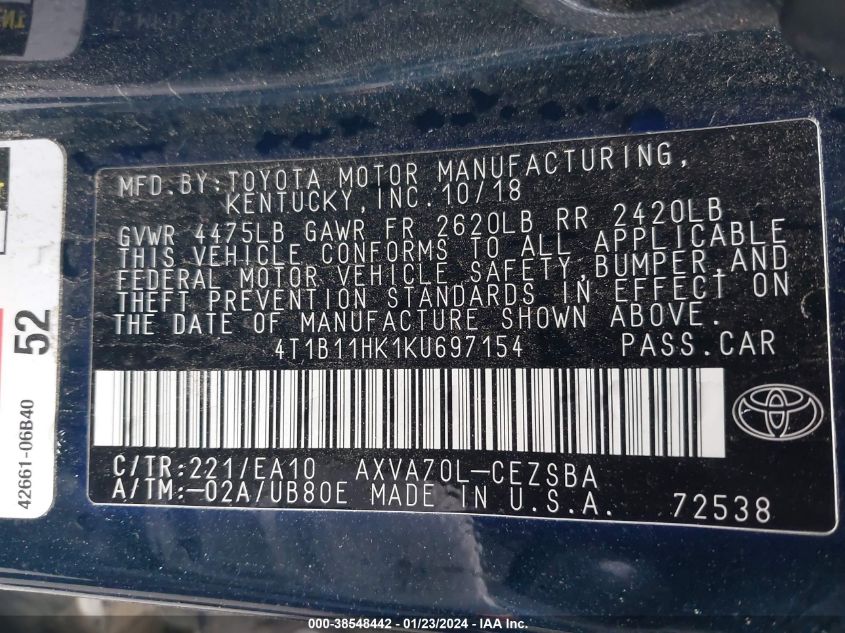 MFD.BY:TOYOTA MOTOR MANUFACTURING,
KENTUCKY,INC.10/18
GVWR 4475LB GAWR FR 2620LB RR 2420LB
THIS VEHICLE CONFORMS TO ALL APPLICABLE
FEDERAL MOTOR VEHICLE SAFETY,BUMPER,AND
THEFT PREVENTION STANDARDS IN EFFECT ON
THE DATE OF MANUFACTURE SHOWN ABOVE.
4T1B11HK1KU697154 PASS.CAR
C/TR:221/EA10 AXVA70L-CEZSBA
A/TM:-02A/UB80E MADE IN U.S.A. 72538
52
42661-06B40
000-38548442 - 01/23/2024 - IAA Inc.